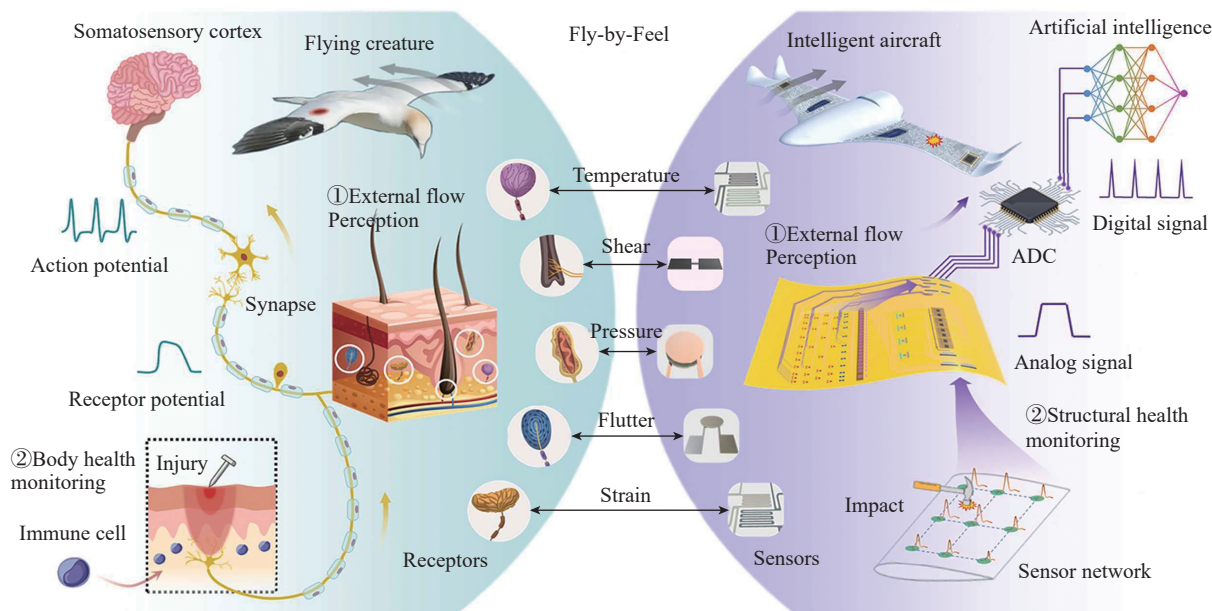 Somatosensory cortex
Flying creature
Fly-by-Feel
Intelligent aircraft
Artificial intelligence
Action potential
Synapse
①External flow
Perception
Receptor potential
②Body health
monitoring
Injury
Immune cell
Receptors
Temperature
Shear
Pressure
Flutter
Strain
Sensors
①External flow
Perception
ADC
Digital signal
Analog signal
②Structural health
monitoring
Impact
Sensor network